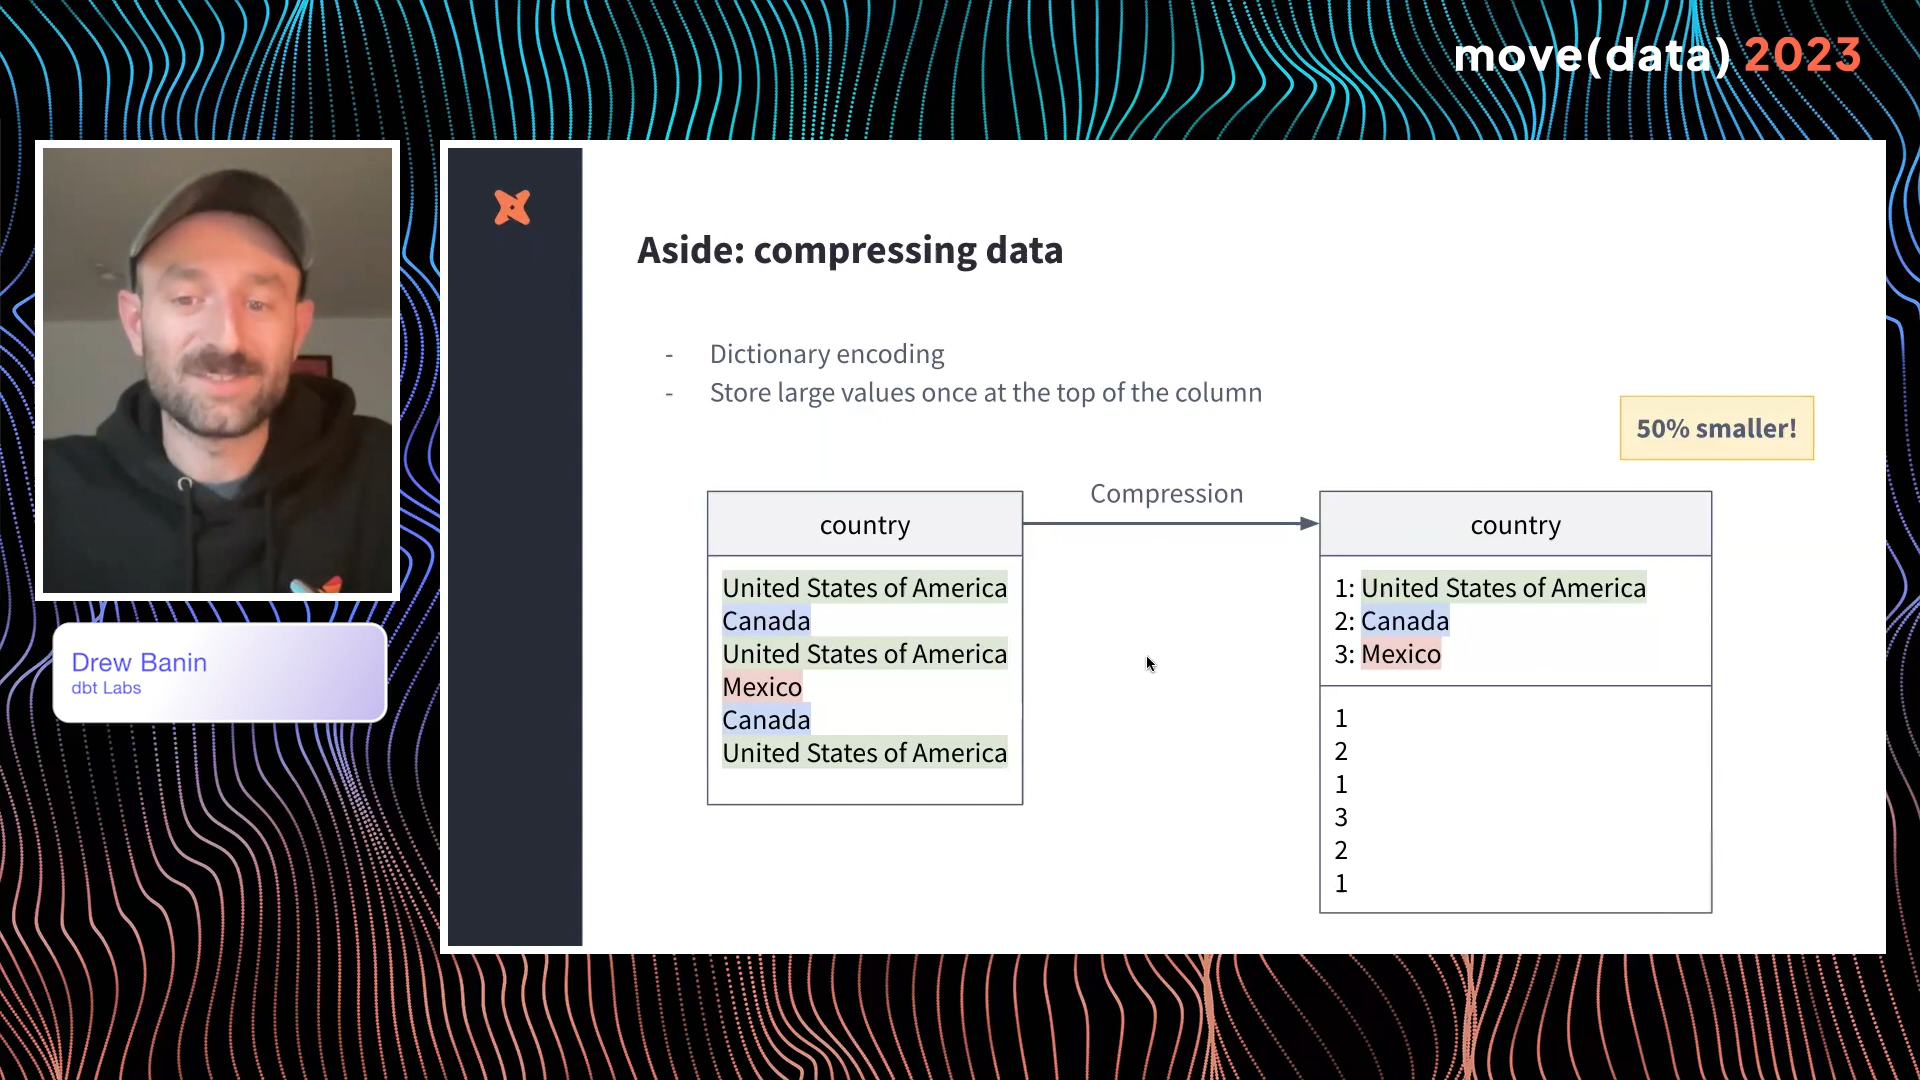 move(data) 2023
Drew Banin
dbt Labs
Aside: compressing data
- Dictionary encoding
- Store large values once at the top of the column
50% smaller!
country
United States of America
Canada
United States of America
Mexico
Canada
United States of America
Compression
country
1: United States of America
2: Canada
3: Mexico
1
2
1
3
2
1